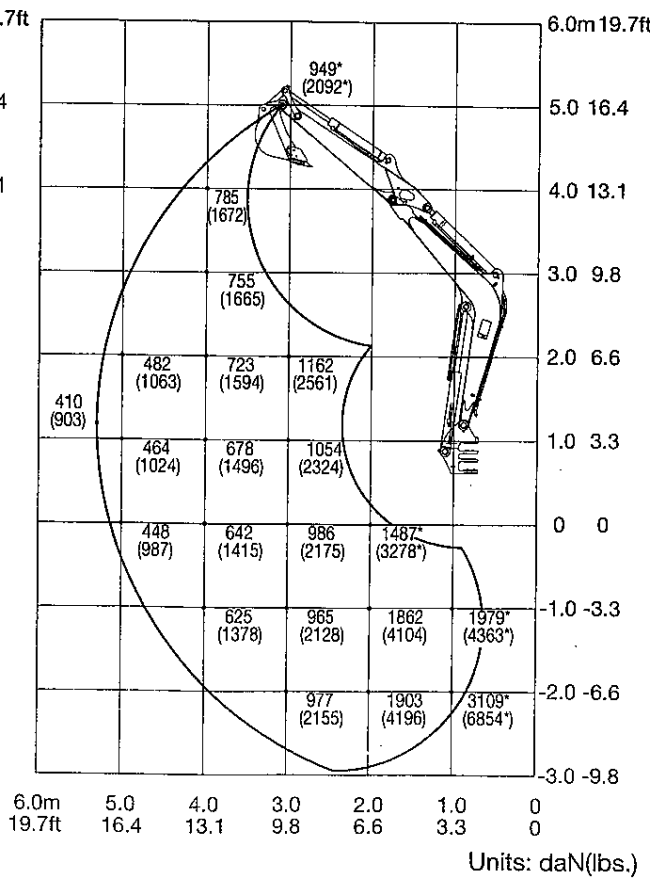 7ft
6.0m 19.7ft
949*
(2092*)
4
5.0 16.4
1
785
(1672)
4.0 13.1
755
(1665)
3.0 9.8
482 723 1162
(1063) (1594) (2561)
2.0 6.6
410
(903)
464 678 1054
(1024) (1496) (2324)
1.0 3.3
448 642 986 1487*
(987) (1415) (2175) (3278*)
0 0
625 965 1862 1979*
(1378) (2128) (4104) (4363*)
-1.0 -3.3
977 1903 3109*
(2155) (4196) (6854*)
-2.0 -6.6
-3.0 -9.8
6.0m 5.0 4.0 3.0 2.0 1.0 0
19.7ft 16.4 13.1 9.8 6.6 3.3 0
Units: daN(lbs.)